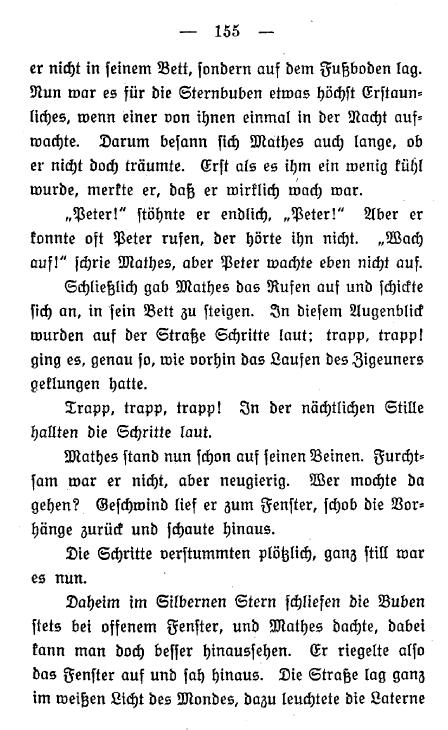 — 155 —
er nicht in seinem Bett, sondern auf dem Fußboden lag.
Nun war es für die Sternbuben etwas höchst Erstaun-
liches, wenn einer von ihnen einmal in der Nacht auf-
wachte. Darum besann sich Mathes auch lange, ob
er nicht doch träumte. Erst als es ihm ein wenig kühl
wurde, merkte er, daß er wirklich wach war.
„Peter!“ stöhnte er endlich, „Peter!“ Aber er
konnte oft Peter rufen, der hörte ihn nicht. „Wach
auf!“ schrie Mathes, aber Peter wachte eben nicht auf.
Schließlich gab Mathes das Rufen auf und schickte
sich an, in sein Bett zu steigen. In diesem Augenblick
wurden auf der Straße Schritte laut; trapp, trapp!
ging es, genau so, wie vorhin das Laufen des Zigeuners
geklungen hatte.
Trapp, trapp, trapp! In der nächtlichen Stille
hallten die Schritte laut.
Mathes stand nun schon auf seinen Beinen. Furcht-
sam war er nicht, aber neugierig. Wer mochte da
gehen? Geschwind lief er zum Fenster, schob die Vor-
hänge zurück und schaute hinaus.
Die Schritte verstummten plötzlich, ganz still war
es nun.
Daheim im Silbernen Stern schliefen die Buben
stets bei offenem Fenster, und Mathes dachte, dabei
kann man doch besser hinaussehen. Er riegelte also
das Fenster auf und sah hinaus. Die Straße lag ganz
im weißen Licht des Mondes, dazu leuchtete die Laterne